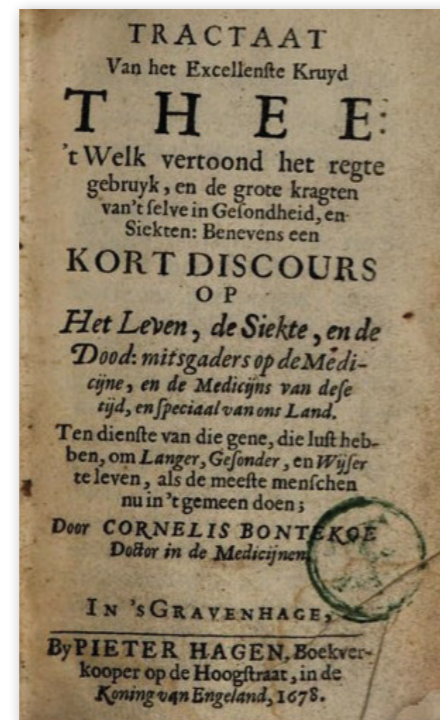 TRACTAAT
Van het Excellenſte Kruyd
THEE:
't Welk vertoond het regte
gebruyk, en de grote kragten
van't ſelve in Geſondheid, en
Siekten: Benevens een
KORT DISCOURS
OP
Het Leven, de Siekte, en de
Dood: mitsgaders op de Medi-
cijne, en de Medicijns van deſe
tijd, en ſpeciaal van ons Land.
Ten dienſte van die gene, die luſt heb-
ben, om Langer, Geſonder, en Wijſer
te leven, als de meeſte menſchen
nu in 't gemeen doen;
Door CORNELIS BONTEKOE
Doctor in de Medicijnen.
IN 'sGRAVENHAGE,
By PIETER HAGEN, Boekver-
kooper op de Hoogſtraat, in de
Koning van Engeland, 1678.